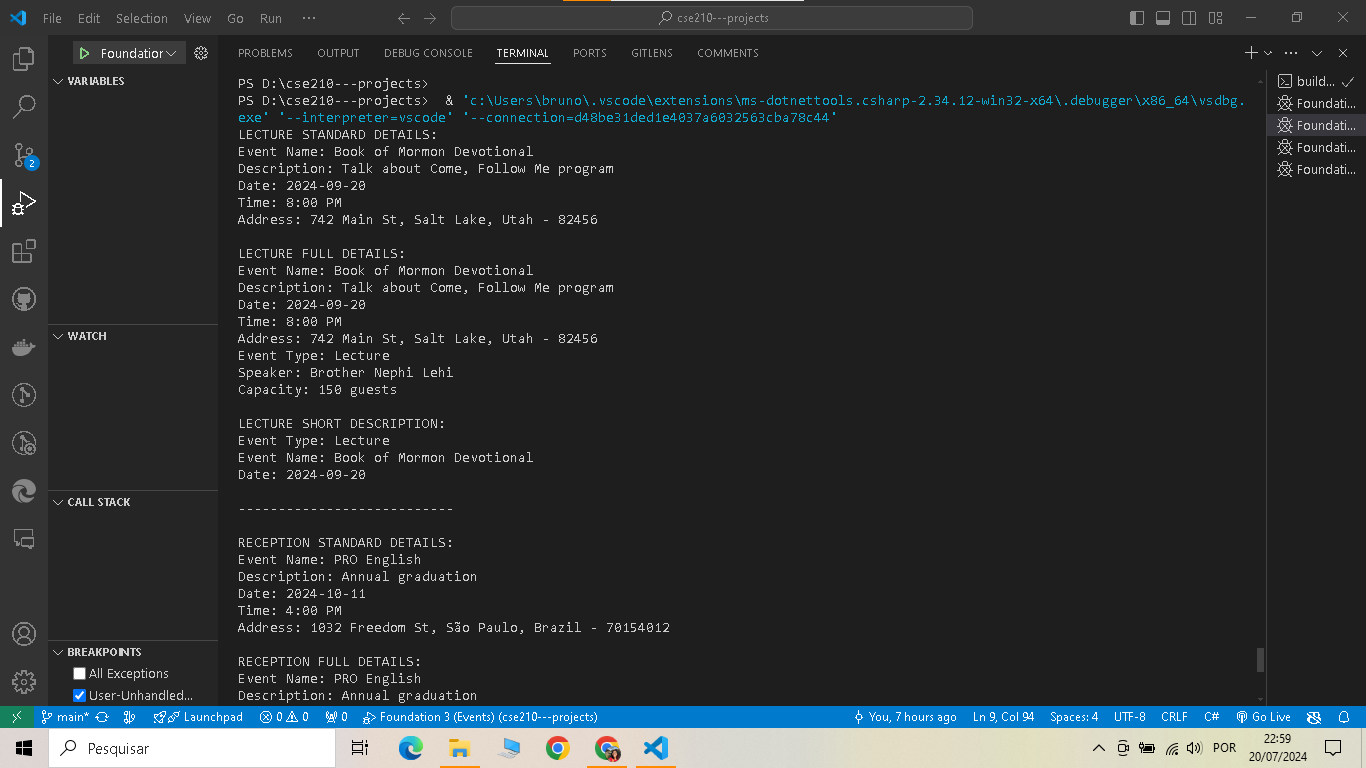 File Edit Selection View Go Run ··· cse210---projects
Foundatior
VARIABLES
WATCH
CALL STACK
BREAKPOINTS
All Exceptions
User-Unhandled...
PROBLEMS OUTPUT DEBUG CONSOLE TERMINAL PORTS GITLENS COMMENTS
PS D:\cse210---projects>
PS D:\cse210---projects>  & 'c:\Users\bruno\.vscode\extensions\ms-dotnettools.csharp-2.34.12-win32-x64\.debugger\x86_64\vsdbg.
exe' '--interpreter=vscode' '--connection=d48be31ded1e4037a6032563cba78c44'
LECTURE STANDARD DETAILS:
Event Name: Book of Mormon Devotional
Description: Talk about Come, Follow Me program
Date: 2024-09-20
Time: 8:00 PM
Address: 742 Main St, Salt Lake, Utah - 82456
LECTURE FULL DETAILS:
Event Name: Book of Mormon Devotional
Description: Talk about Come, Follow Me program
Date: 2024-09-20
Time: 8:00 PM
Address: 742 Main St, Salt Lake, Utah - 82456
Event Type: Lecture
Speaker: Brother Nephi Lehi
Capacity: 150 guests
LECTURE SHORT DESCRIPTION:
Event Type: Lecture
Event Name: Book of Mormon Devotional
Date: 2024-09-20
---------------------------
RECEPTION STANDARD DETAILS:
Event Name: PRO English
Description: Annual graduation
Date: 2024-10-11
Time: 4:00 PM
Address: 1032 Freedom St, São Paulo, Brazil - 70154012
RECEPTION FULL DETAILS:
Event Name: PRO English
Description: Annual graduation
build...
Foundati...
Foundati...
Foundati...
Foundati...
2
main* Launchpad 0 0 0 Foundation 3 (Events) (cse210---projects) You, 7 hours ago Ln 9, Col 94 Spaces: 4 UTF-8 CRLF C# Go Live
Pesquisar POR 22:59
20/07/2024